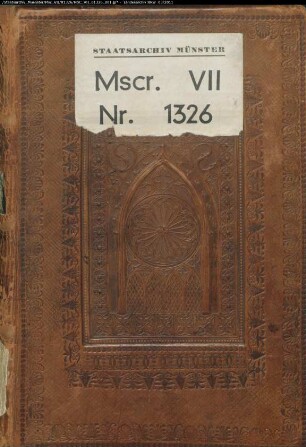 STAATSARCHIV MÜNSTER
Mscr. VII
Nr. 1326